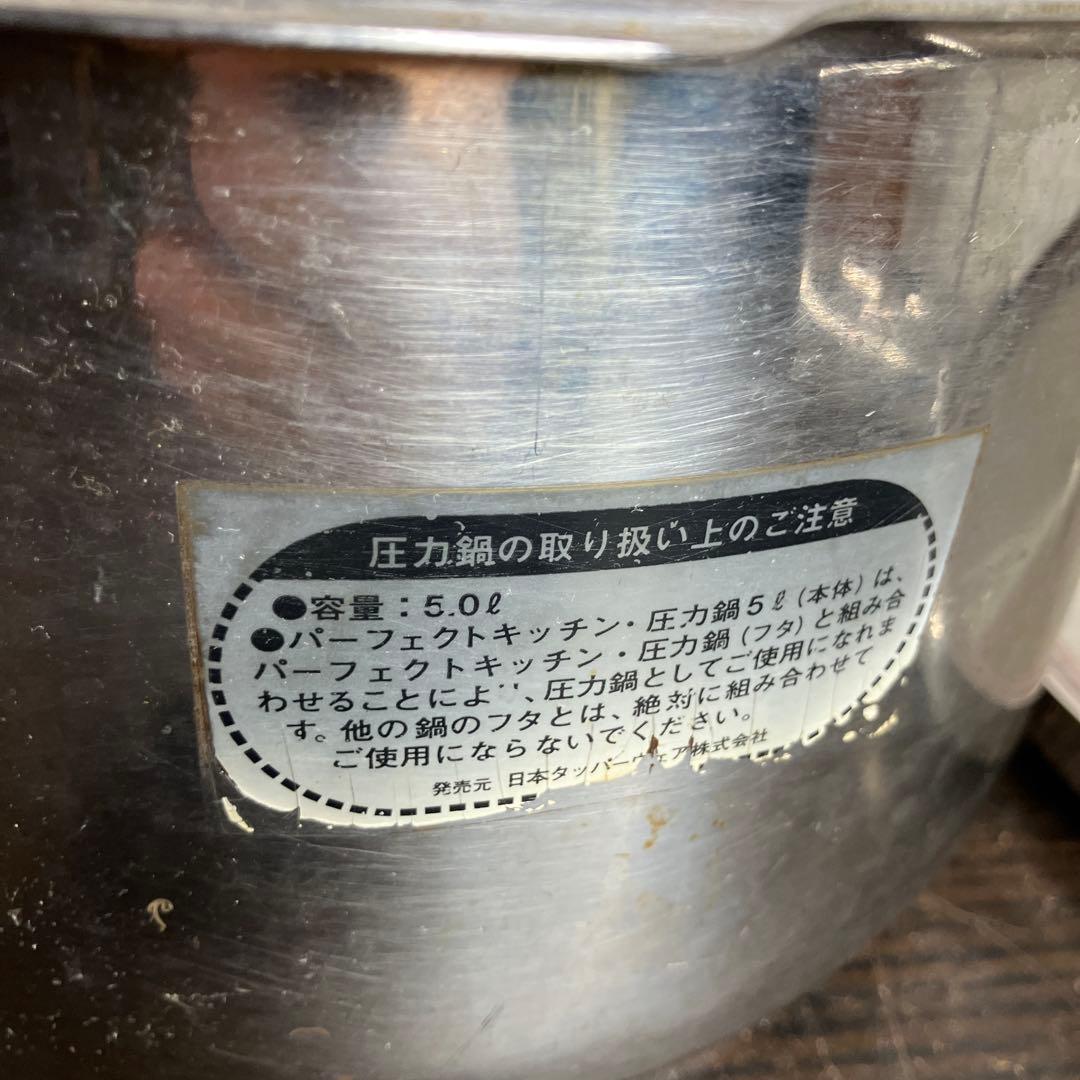 圧力鍋の取り扱い上のご注意
●容量：5.0ℓ
●パーフェクトキッチン・圧力鍋5ℓ（本体）は、
パーフェクトキッチン・圧力鍋（フタ）と組み合
わせることによ、圧力鍋としてご使用になれま
す。他の鍋のフタとは、絶対に組み合わせて
ご使用にならないでください。
発売元 日本タッパーウェア株式会社